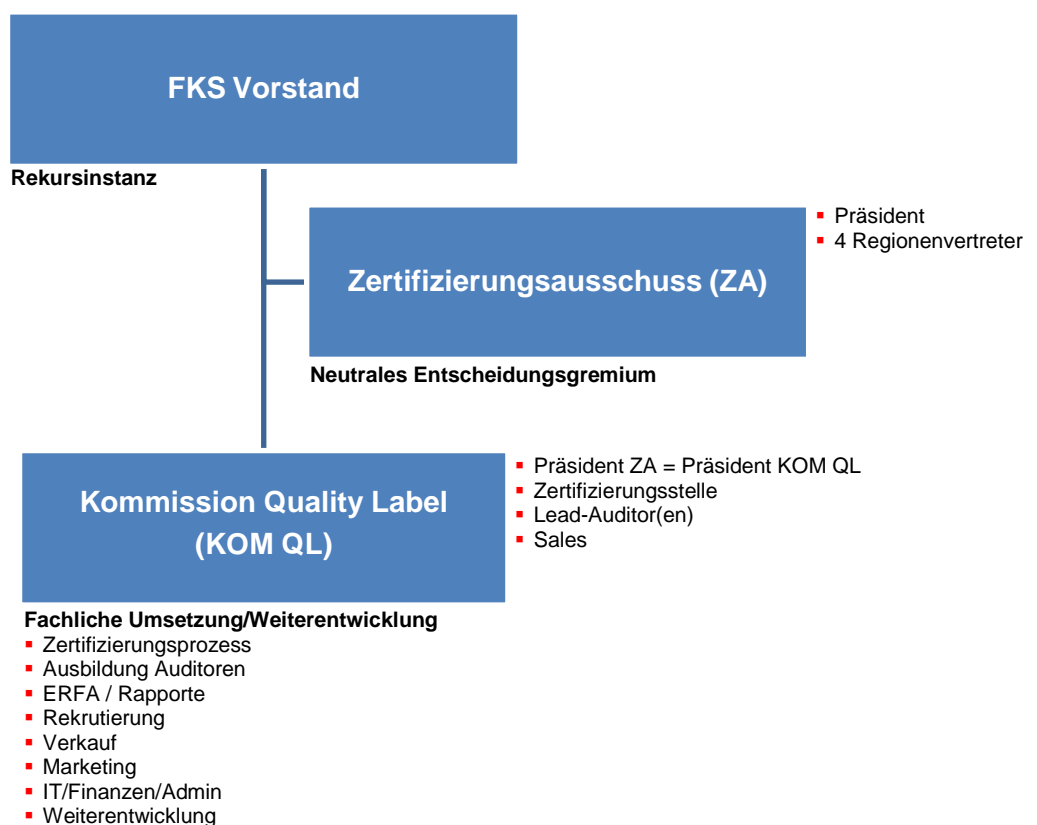 FKS Vorstand
Rekursinstanz
Zertifizierungsausschuss (ZA)
▪ Präsident
▪ 4 Regionenvertreter
Neutrales Entscheidungsgremium
Kommission Quality Label
(KOM QL)
▪ Präsident ZA = Präsident KOM QL
▪ Zertifizierungsstelle
▪ Lead-Auditor(en)
▪ Sales
Fachliche Umsetzung/Weiterentwicklung
▪ Zertifizierungsprozess
▪ Ausbildung Auditoren
▪ ERFA / Rapporte
▪ Rekrutierung
▪ Verkauf
▪ Marketing
▪ IT/Finanzen/Admin
▪ Weiterentwicklung